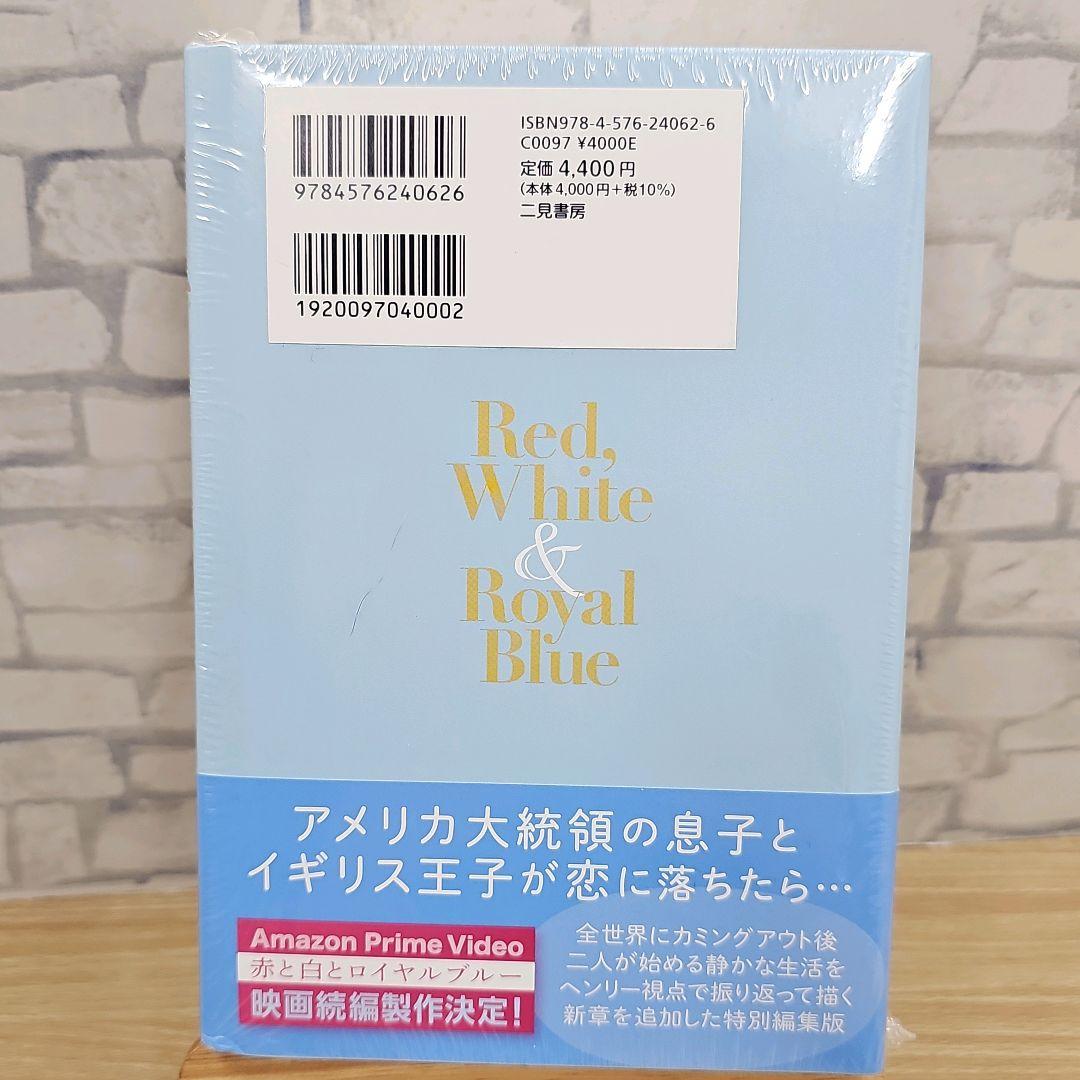 ISBN978-4-576-24062-6
C0097 ¥4000E
定価 4,400円
(本体4,000円+税10%)
二見書房
9784576240626
1920097040002
Red,
White
&
Royal
Blue
アメリカ大統領の息子と
イギリス王子が恋に落ちたら…
Amazon Prime Video
赤と白とロイヤルブルー
映画続編製作決定!
全世界にカミングアウト後
二人が始める静かな生活を
ヘンリー視点で振り返って描く
新章を追加した特別編集版